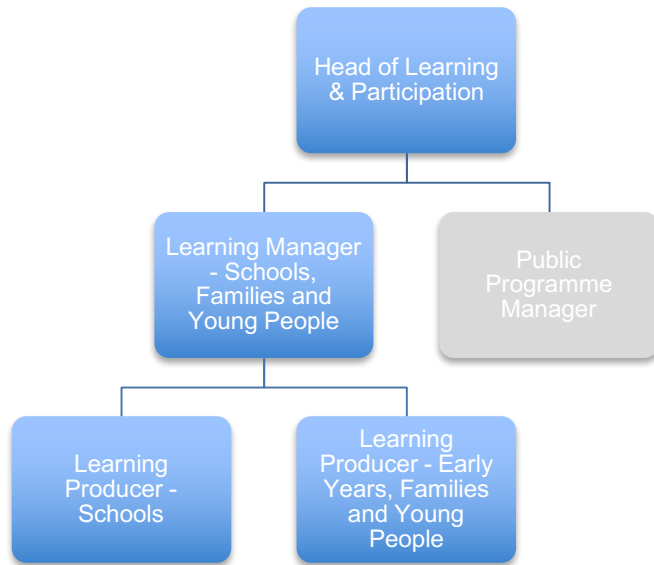 Head of Learning
& Participation
Learning Manager
- Schools,
Families and
Young People
Public
Programme
Manager
Learning
Producer -
Schools
Learning
Producer - Early
Years, Families
and Young
People